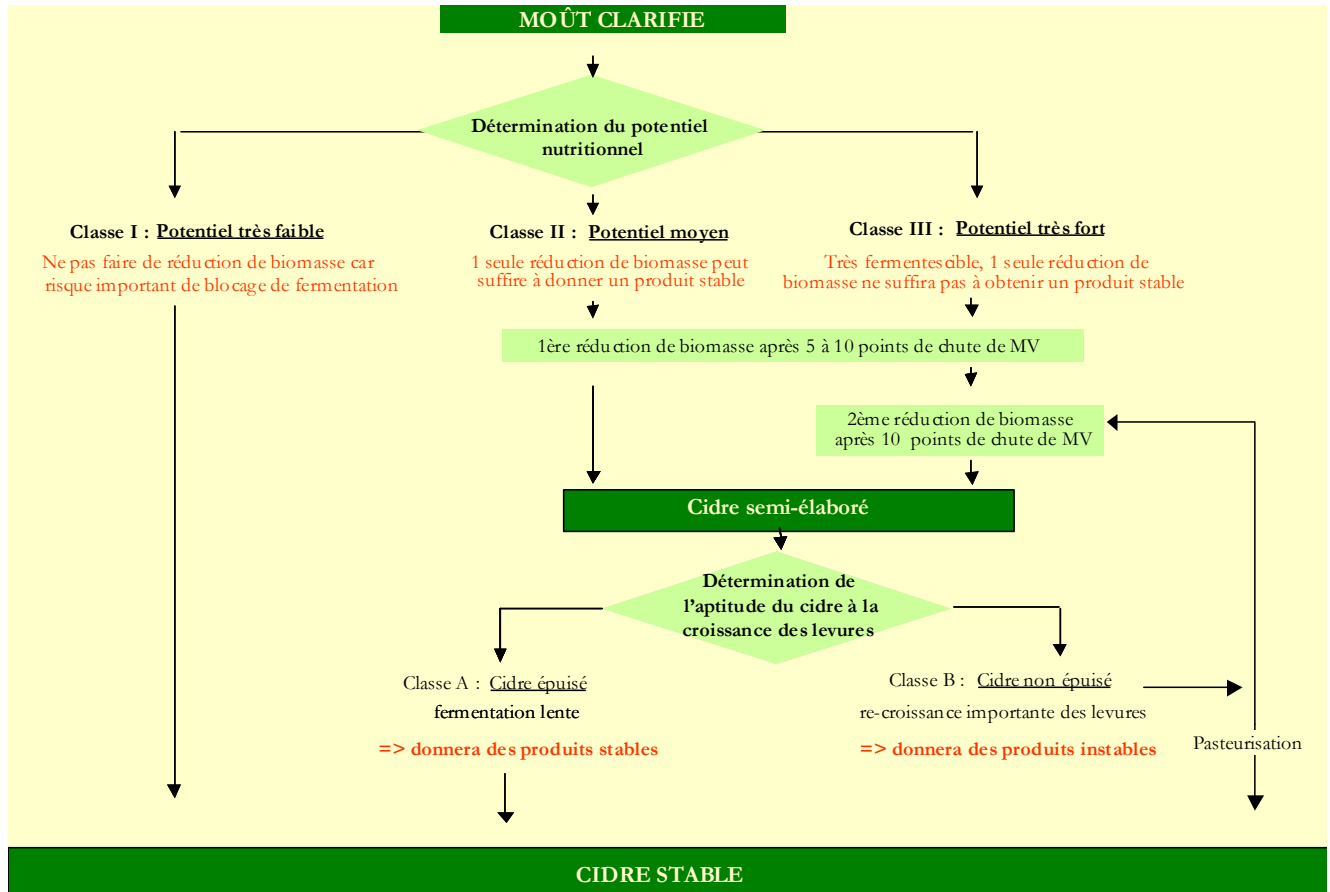 MOÛT CLARIFIE
Détermination du potentiel
nutritionnel
Classe I : Potentiel très faible
Ne pas faire de réduction de biomasse car
risque important de blocage de fermentation
Classe II : Potentiel moyen
1 seule réduction de biomasse peut
suffire à donner un produit stable
Classe III : Potentiel très fort
Très fermentescible, 1 seule réduction de
biomasse ne suffira pas à obtenir un produit stable
1ère réduction de biomasse après 5 à 10 points de chute de MV
2ème réduction de biomasse
après 10 points de chute de MV
Cidre semi-élaboré
Détermination de
l'aptitude du cidre à la
croissance des levures
Classe A : Cidre épuisé
fermentation lente
=> donnera des produits stables
Classe B : Cidre non épuisé
re-croissance importante des levures
=> donnera des produits instables
Pasteurisation
CIDRE STABLE